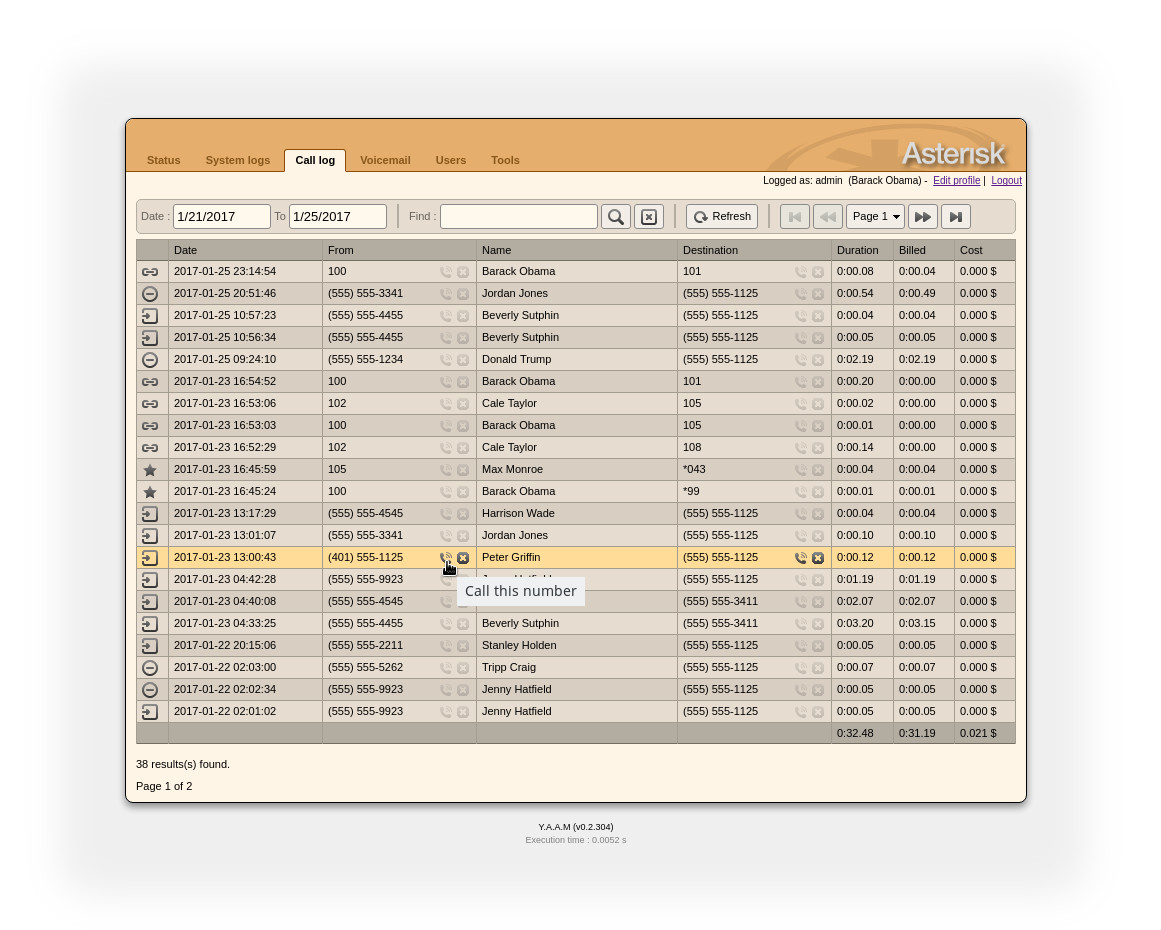 Status System logs Call log Voicemail Users Tools Asterisk
Logged as: admin (Barack Obama) - Edit profile | Logout
Date : 1/21/2017 To 1/25/2017 Find : Refresh Page 1
Date From Name Destination Duration Billed Cost
2017-01-25 23:14:54 100 Barack Obama 101 0:00.08 0:00.04 0.000 $
2017-01-25 20:51:46 (555) 555-3341 Jordan Jones (555) 555-1125 0:00.54 0:00.49 0.000 $
2017-01-25 10:57:23 (555) 555-4455 Beverly Sutphin (555) 555-1125 0:00.04 0:00.04 0.000 $
2017-01-25 10:56:34 (555) 555-4455 Beverly Sutphin (555) 555-1125 0:00.05 0:00.05 0.000 $
2017-01-25 09:24:10 (555) 555-1234 Donald Trump (555) 555-1125 0:02.19 0:02.19 0.000 $
2017-01-23 16:54:52 100 Barack Obama 101 0:00.20 0:00.00 0.000 $
2017-01-23 16:53:06 102 Cale Taylor 105 0:00.02 0:00.00 0.000 $
2017-01-23 16:53:03 100 Barack Obama 105 0:00.01 0:00.00 0.000 $
2017-01-23 16:52:29 102 Cale Taylor 108 0:00.14 0:00.00 0.000 $
2017-01-23 16:45:59 105 Max Monroe *043 0:00.04 0:00.04 0.000 $
2017-01-23 16:45:24 100 Barack Obama *99 0:00.01 0:00.01 0.000 $
2017-01-23 13:17:29 (555) 555-4545 Harrison Wade (555) 555-1125 0:00.04 0:00.04 0.000 $
2017-01-23 13:01:07 (555) 555-3341 Jordan Jones (555) 555-1125 0:00.10 0:00.10 0.000 $
2017-01-23 13:00:43 (401) 555-1125 Peter Griffin (555) 555-1125 0:00.12 0:00.12 0.000 $
2017-01-23 04:42:28 (555) 555-9923 (555) 555-1125 0:01.19 0:01.19 0.000 $
Call this number
2017-01-23 04:40:08 (555) 555-4545 (555) 555-3411 0:02.07 0:02.07 0.000 $
2017-01-23 04:33:25 (555) 555-4455 Beverly Sutphin (555) 555-3411 0:03.20 0:03.15 0.000 $
2017-01-22 20:15:06 (555) 555-2211 Stanley Holden (555) 555-1125 0:00.05 0:00.05 0.000 $
2017-01-22 02:03:00 (555) 555-5262 Tripp Craig (555) 555-1125 0:00.07 0:00.07 0.000 $
2017-01-22 02:02:34 (555) 555-9923 Jenny Hatfield (555) 555-1125 0:00.05 0:00.05 0.000 $
2017-01-22 02:01:02 (555) 555-9923 Jenny Hatfield (555) 555-1125 0:00.05 0:00.05 0.000 $
0:32.48 0:31.19 0.021 $
38 results(s) found.
Page 1 of 2
Y.A.A.M (v0.2.304)
Execution time : 0.0052 s